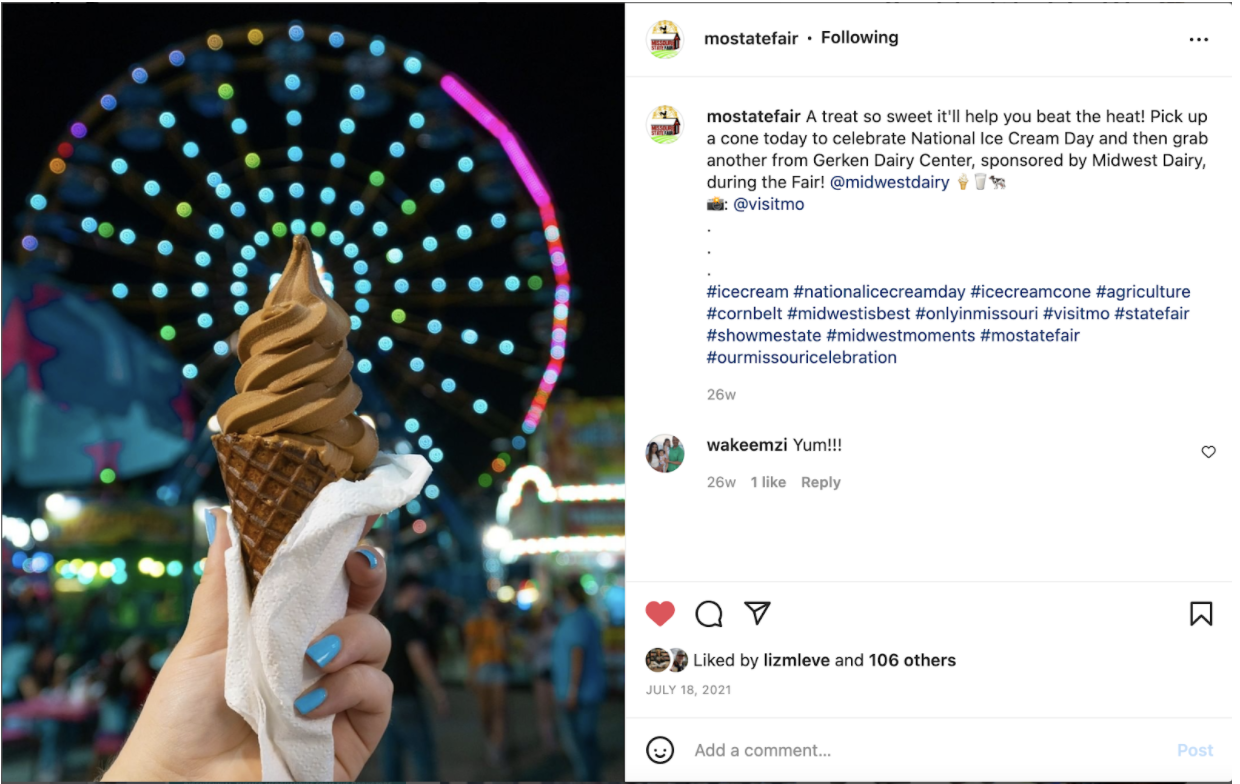 mostatefair • Following
mostatefair A treat so sweet it'll help you beat the heat! Pick up
a cone today to celebrate National Ice Cream Day and then grab
another from Gerken Dairy Center, sponsored by Midwest Dairy,
during the Fair! @midwestdairy 🍦🥛🐄
📸: @visitmo
.
.
.
#icecream #nationalicecreamday #icecreamcone #agriculture
#cornbelt #midwestisbest #onlyinmissouri #visitmo #statefair
#showmestate #midwestmoments #mostatefair
#ourmissouricelebration
26w
wakeemzi Yum!!!
26w 1 like Reply
Liked by lizmleve and 106 others
JULY 18, 2021
Add a comment... Post